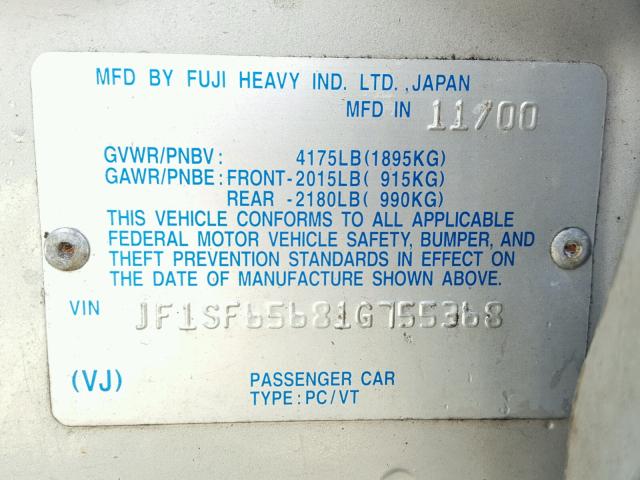 MFD BY FUJI HEAVY IND. LTD. ,JAPAN
MFD IN 11/00
GVWR/PNBV: 4175LB(1895KG)
GAWR/PNBE: FRONT-2015LB( 915KG)
REAR -2180LB( 990KG)
THIS VEHICLE CONFORMS TO ALL APPLICABLE
FEDERAL MOTOR VEHICLE SAFETY, BUMPER, AND
THEFT PREVENTION STANDARDS IN EFFECT ON
THE DATE OF MANUFACTURE SHOWN ABOVE.
VIN JF1SF65681G755368
(VJ) PASSENGER CAR
TYPE: PC/VT